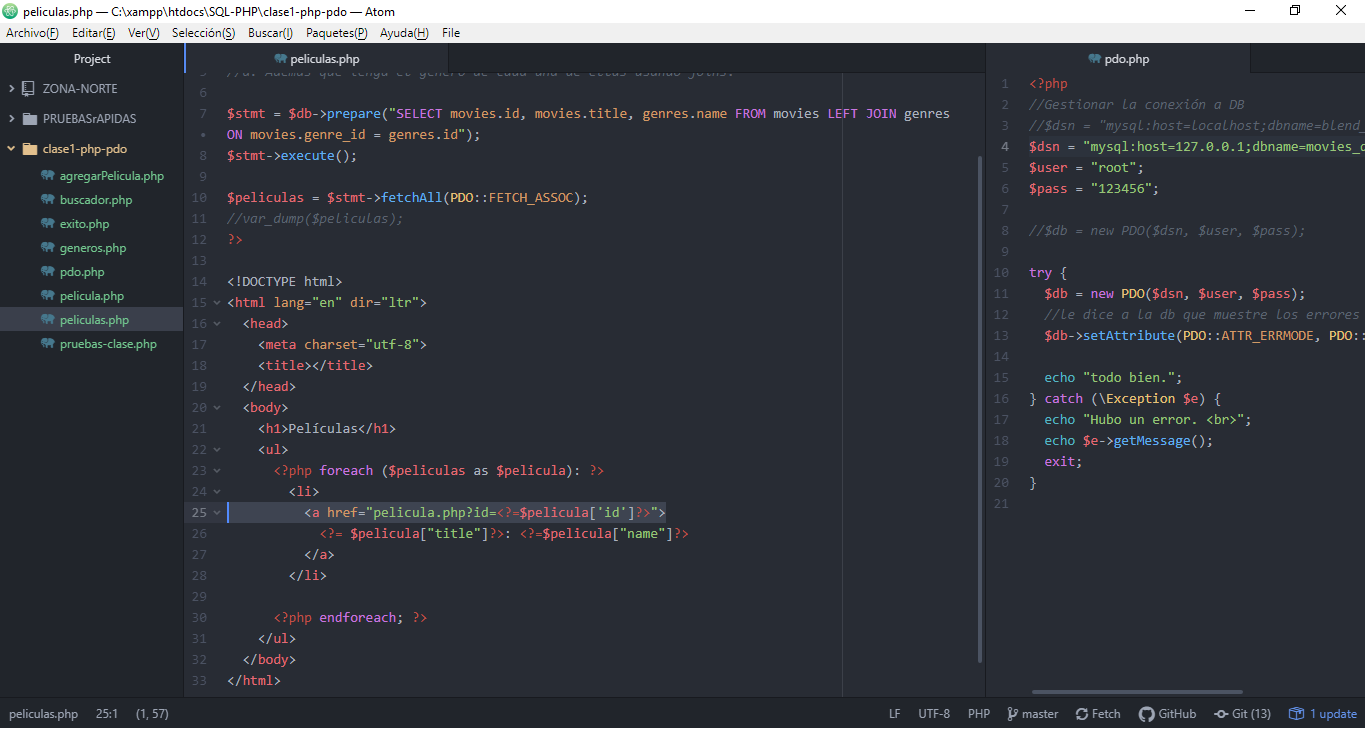 peliculas.php — C:\xampp\htdocs\SQL-PHP\clase1-php-pdo — Atom
Archivo(F) Editar(E) Ver(V) Selección(S) Buscar(I) Paquetes(P) Ayuda(H) File
Project
ZONA-NORTE
PRUEBASrAPIDAS
clase1-php-pdo
agregarPelicula.php
buscador.php
exito.php
generos.php
pdo.php
pelicula.php
peliculas.php
pruebas-clase.php
peliculas.php
5 //a. Además que tenga el género de cada una de ellas usando joins.
6
7 $stmt = $db->prepare("SELECT movies.id, movies.title, genres.name FROM movies LEFT JOIN genres
• ON movies.genre_id = genres.id");
8 $stmt->execute();
9
10 $peliculas = $stmt->fetchAll(PDO::FETCH_ASSOC);
11 //var_dump($peliculas);
12 ?>
13
14 <!DOCTYPE html>
15 <html lang="en" dir="ltr">
16 <head>
17 <meta charset="utf-8">
18 <title></title>
19 </head>
20 <body>
21 <h1>Películas</h1>
22 <ul>
23 <?php foreach ($peliculas as $pelicula): ?>
24 <li>
25 <a href="pelicula.php?id=<?=$pelicula['id']?>">
26 <?= $pelicula["title"]?>: <?=$pelicula["name"]?>
27 </a>
28 </li>
29
30 <?php endforeach; ?>
31 </ul>
32 </body>
33 </html>
pdo.php
1 <?php
2 //Gestionar la conexión a DB
3 //$dsn = "mysql:host=localhost;dbname=blend_
4 $dsn = "mysql:host=127.0.0.1;dbname=movies_
5 $user = "root";
6 $pass = "123456";
7
8 //$db = new PDO($dsn, $user, $pass);
9
10 try {
11 $db = new PDO($dsn, $user, $pass);
12 //le dice a la db que muestre los errores
13 $db->setAttribute(PDO::ATTR_ERRMODE, PDO::
14
15 echo "todo bien.";
16 } catch (\Exception $e) {
17 echo "Hubo un error. <br>";
18 echo $e->getMessage();
19 exit;
20 }
21
peliculas.php 25:1 (1, 57) LF UTF-8 PHP master Fetch GitHub Git (13) 1 update